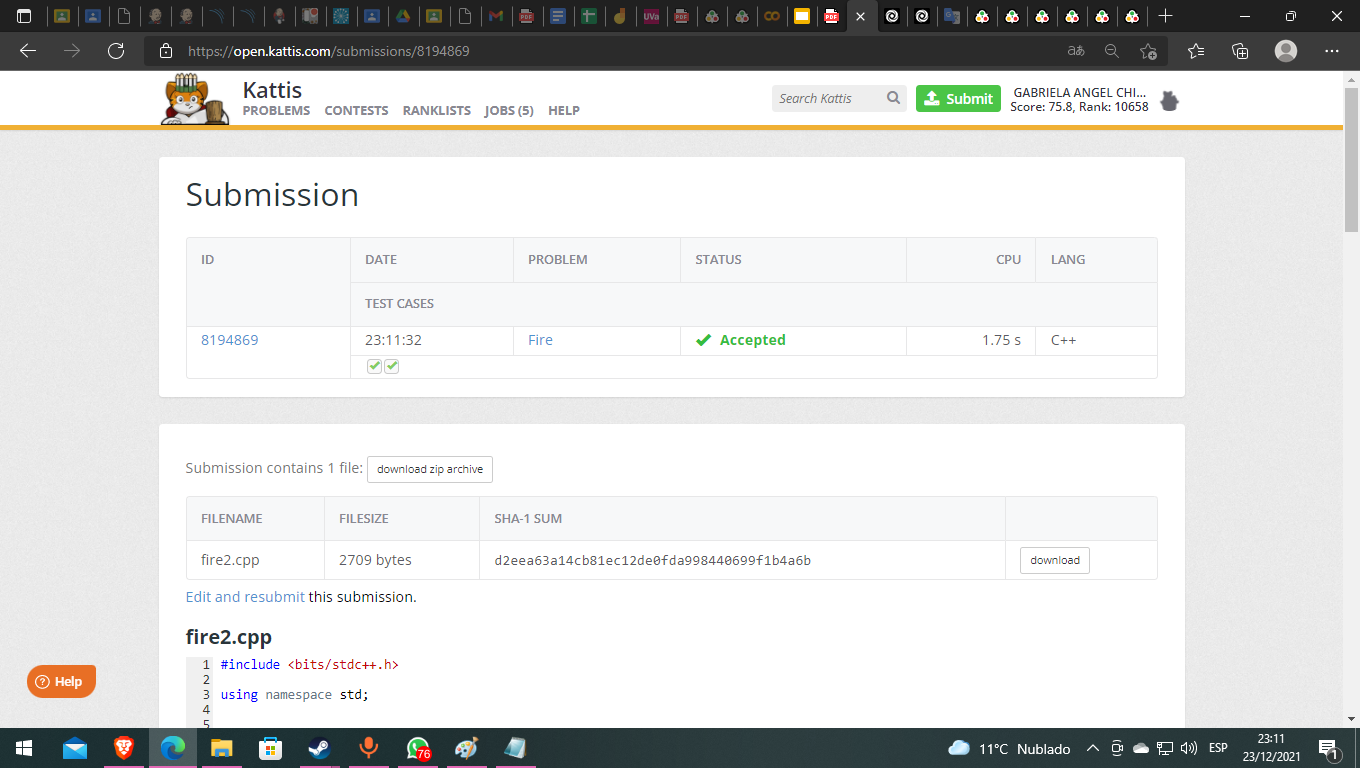 UVa
https://open.kattis.com/submissions/8194869
Kattis
PROBLEMS CONTESTS RANKLISTS JOBS (5) HELP
Search Kattis
Submit
GABRIELA ANGEL CHI...
Score: 75.8, Rank: 10658
Submission
ID DATE PROBLEM STATUS CPU LANG
TEST CASES
8194869 23:11:32 Fire Accepted 1.75 s C++
Submission contains 1 file: download zip archive
FILENAME FILESIZE SHA-1 SUM
fire2.cpp 2709 bytes d2eea63a14cb81ec12de0fda998440699f1b4a6b download
Edit and resubmit this submission.
fire2.cpp
1 #include <bits/stdc++.h>
2
3 using namespace std;
4
5
Help
76
11°C Nublado
ESP
23:11
23/12/2021
1